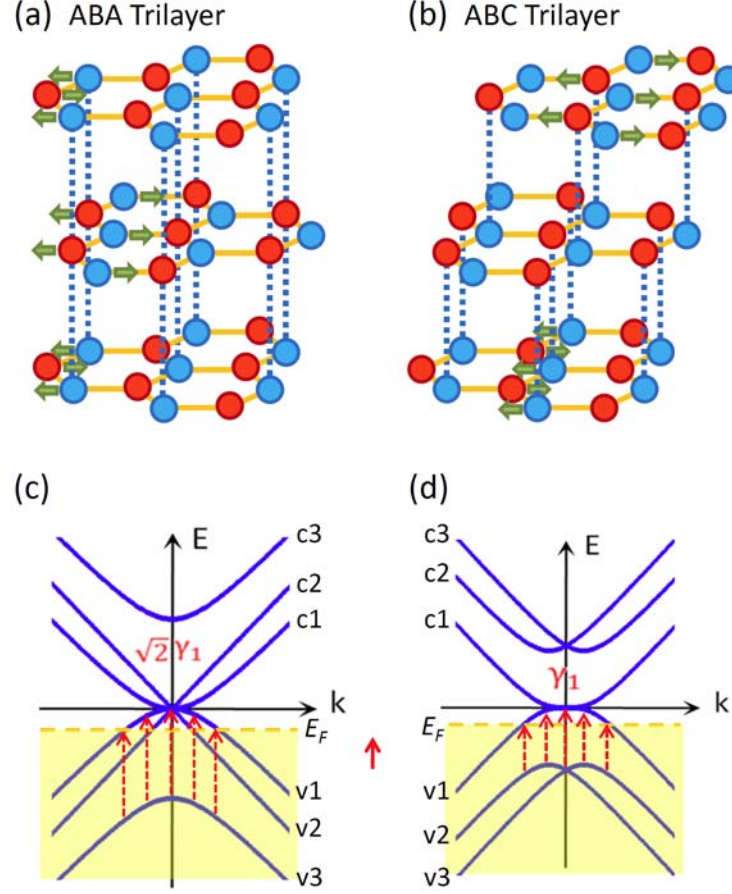 (a) ABA Trilayer
(b) ABC Trilayer
(c)
E
c3
c2
c1
√2 γ₁
k
E_F
v1
v2
v3
(d)
E
c3
c2
c1
γ₁
k
E_F
v1
v2
v3